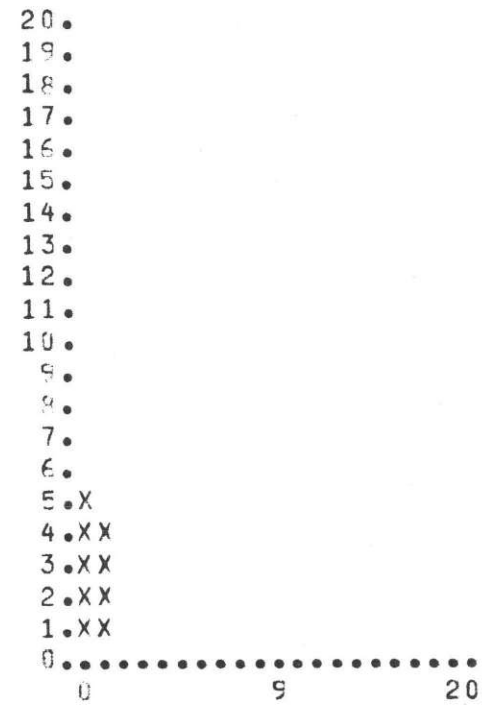 20.
19.
18.
17.
16.
15.
14.
13.
12.
11.
10.
9.
8.
7.
6.
5.X
4.XX
3.XX
2.XX
1.XX
0......................
0 9 20